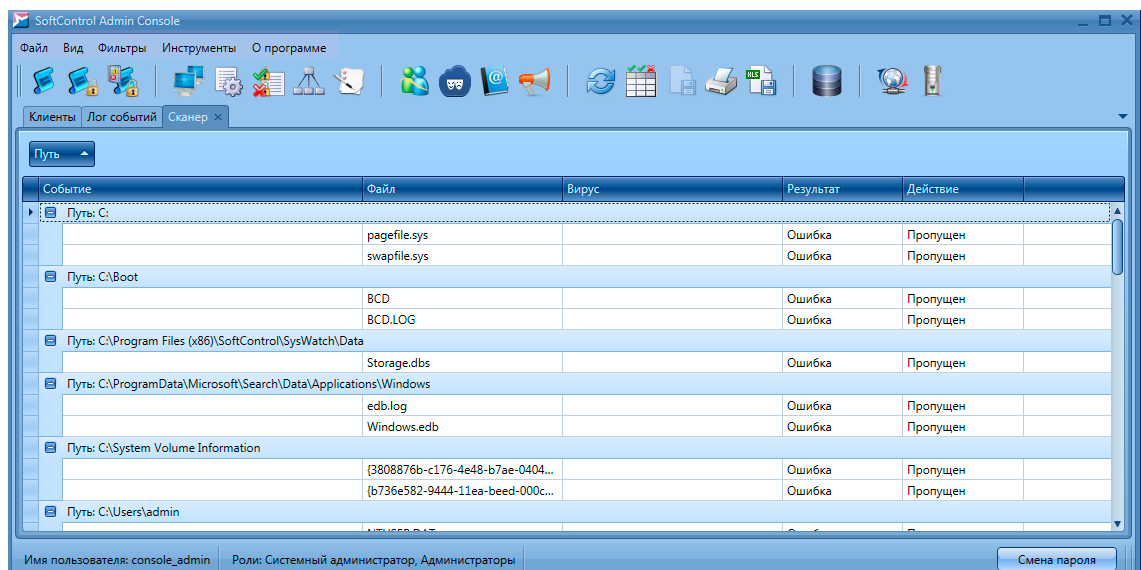 SoftControl Admin Console
Файл Вид Фильтры Инструменты О программе
XLS
Клиенты Лог событий Сканер
Путь
Событие Файл Вирус Результат Действие
Путь: C:
pagefile.sys Ошибка Пропущен
swapfile.sys Ошибка Пропущен
Путь: C:\Boot
BCD Ошибка Пропущен
BCD.LOG Ошибка Пропущен
Путь: C:\Program Files (x86)\SoftControl\SysWatch\Data
Storage.dbs Ошибка Пропущен
Путь: C:\ProgramData\Microsoft\Search\Data\Applications\Windows
edb.log Ошибка Пропущен
Windows.edb Ошибка Пропущен
Путь: C:\System Volume Information
{3808876b-c176-4e48-b7ae-0404... Ошибка Пропущен
{b736e582-9444-11ea-beed-000c... Ошибка Пропущен
Путь: C:\Users\admin
Имя пользователя: console_admin Роли: Системный администратор, Администраторы Смена пароля